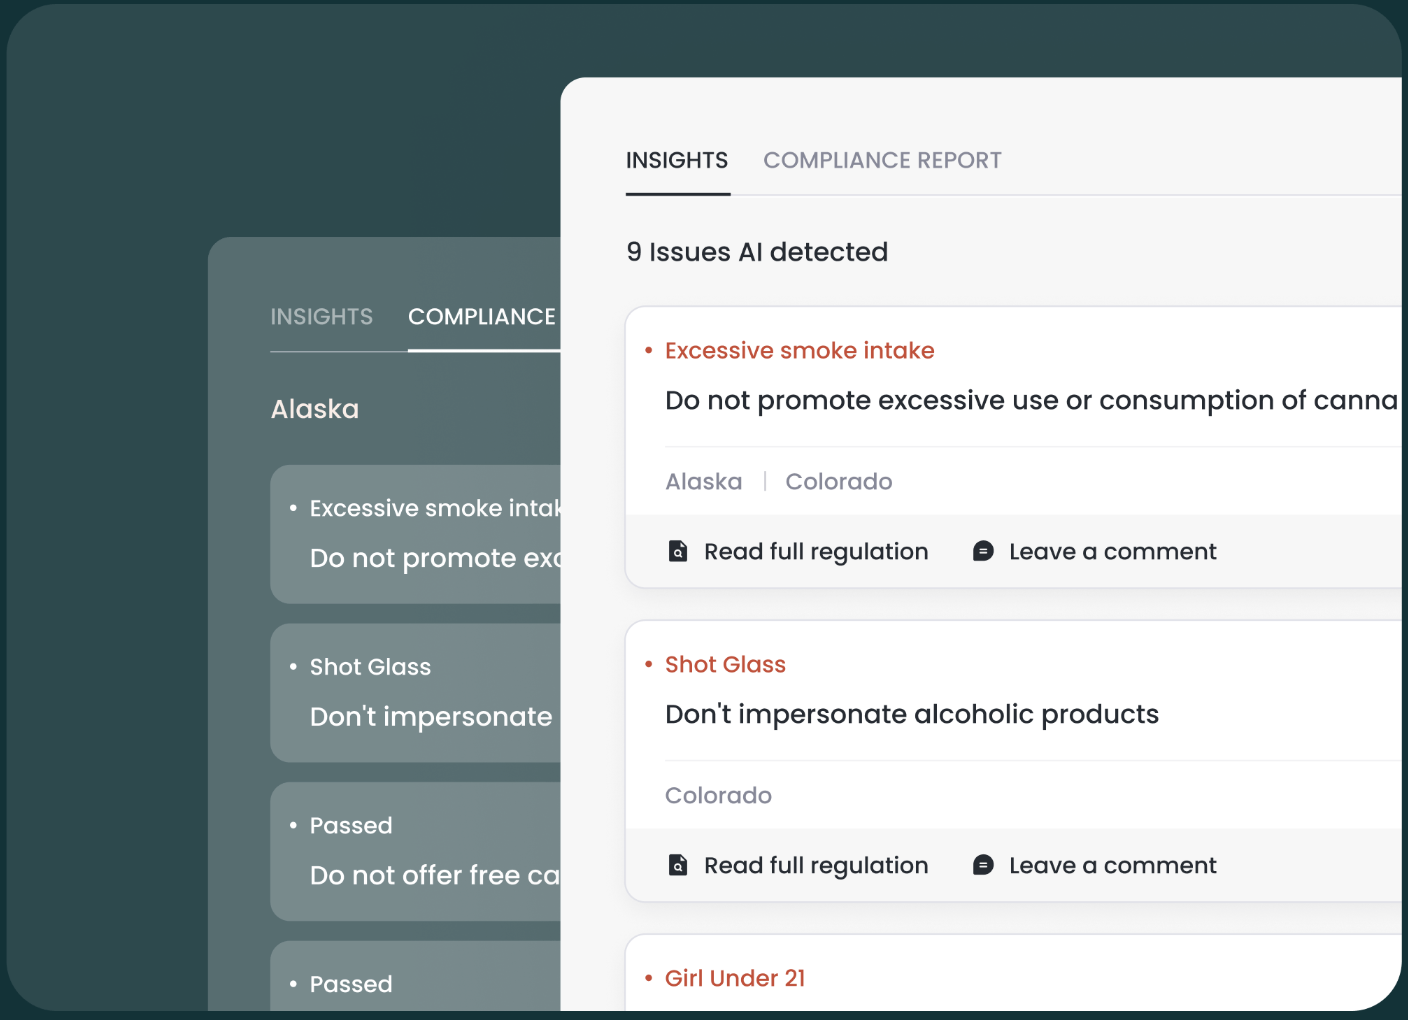 INSIGHTS COMPLIANCE REPORT
9 Issues AI detected
• Excessive smoke intake
Do not promote excessive use or consumption of canna
Alaska | Colorado
Read full regulation Leave a comment
• Shot Glass
Don't impersonate alcoholic products
Colorado
Read full regulation Leave a comment
• Girl Under 21
INSIGHTS COMPLIANCE
Alaska
• Excessive smoke intak
Do not promote exc
• Shot Glass
Don't impersonate
• Passed
Do not offer free ca
• Passed